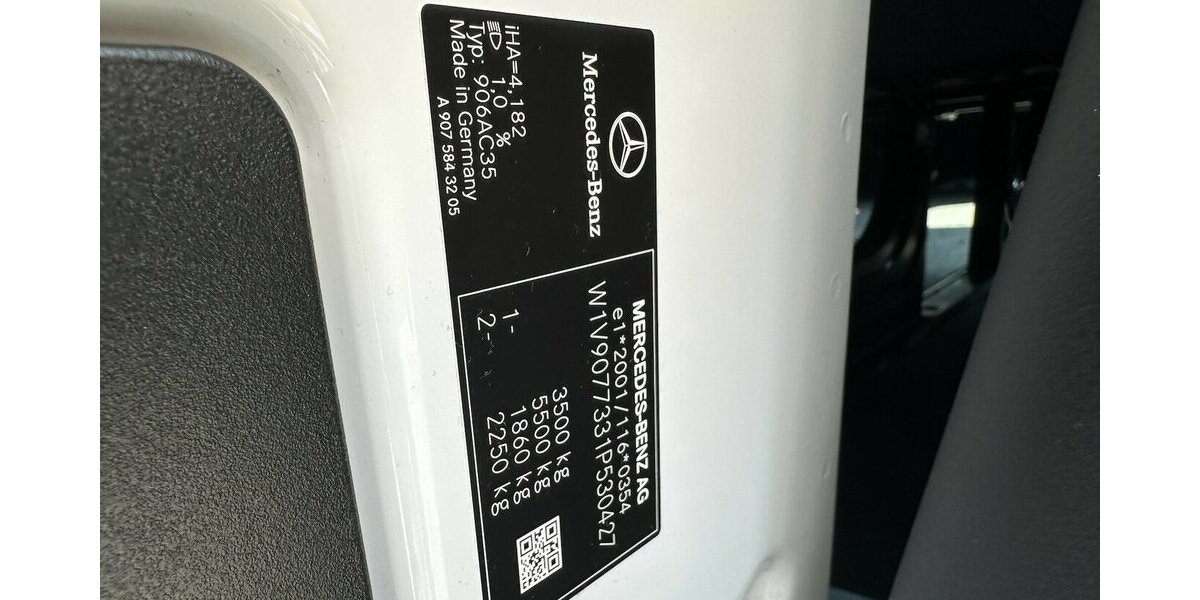 Mercedes-Benz
iHA=4,182
1,0 %
Typ: 906AC35
Made in Germany
A 907 584 32 05
MERCEDES-BENZ AG
e1*2001/116*0354
W1V9077331P530427
3500 kg
5500 kg
1- 1860 kg
2- 2250 kg